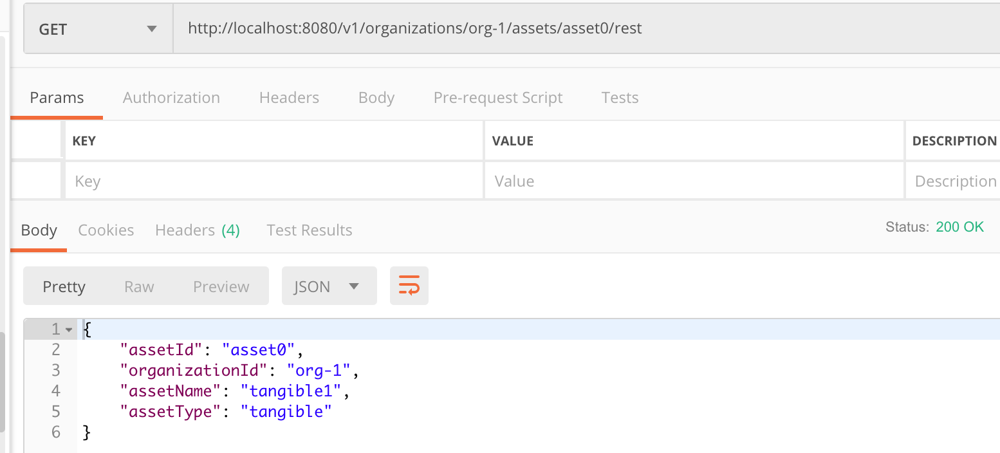 GET http://localhost:8080/v1/organizations/org-1/assets/asset0/rest
Params Authorization Headers Body Pre-request Script Tests
KEY VALUE DESCRIPTION
Key Value Description
Body Cookies Headers (4) Test Results Status: 200 OK
Pretty Raw Preview JSON
1 {
2 "assetId": "asset0",
3 "organizationId": "org-1",
4 "assetName": "tangible1",
5 "assetType": "tangible"
6 }